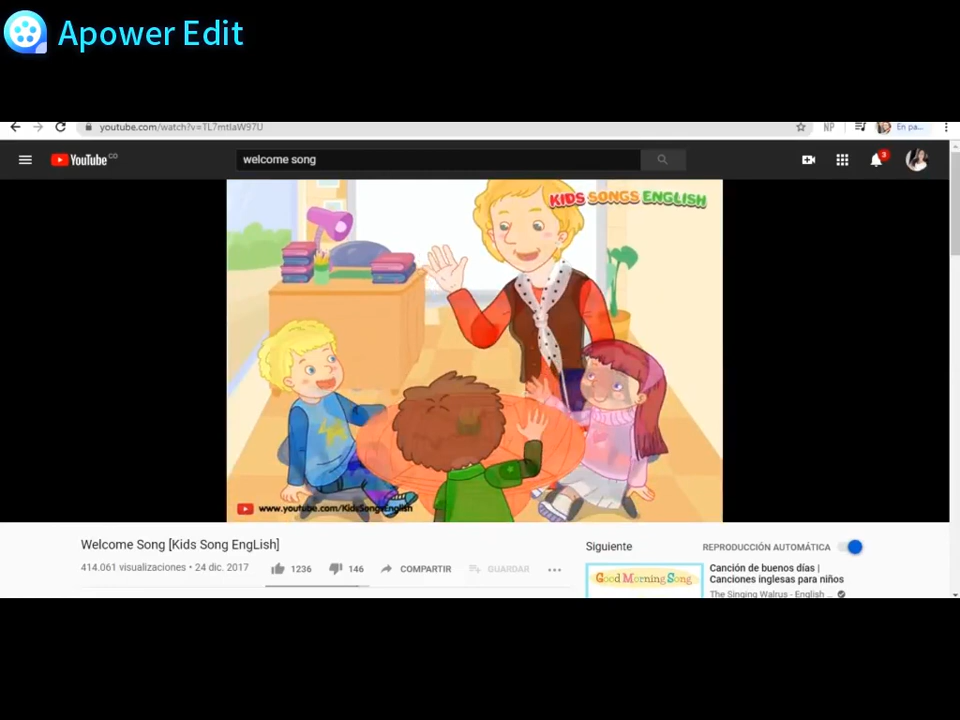 Apower Edit
youtube.com/watch?v=TL7mtlaW97U
NP
En pa...
YouTube CO
welcome song
3
KIDS SONGS ENGLISH
www.youtube.com/KidsSongsEnglish
Welcome Song [Kids Song EngLish]
414.061 visualizaciones • 24 dic. 2017
1236
146
COMPARTIR
GUARDAR
Siguiente
REPRODUCCIÓN AUTOMÁTICA
Good Morning Song
Canción de buenos días |
Canciones inglesas para niños
The Singing Walrus - English ...